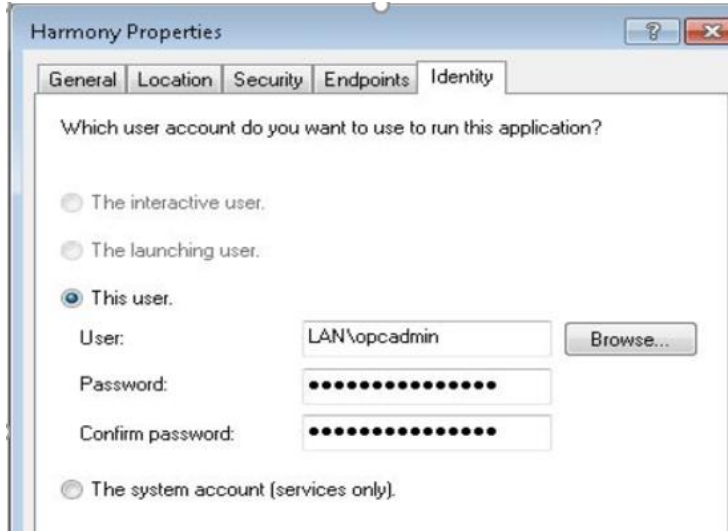 Harmony Properties
General Location Security Endpoints Identity
Which user account do you want to use to run this application?
The interactive user.
The launching user.
This user.
User: LAN\opcadmin Browse...
Password: •••••••••••••••
Confirm password: •••••••••••••••
The system account (services only).